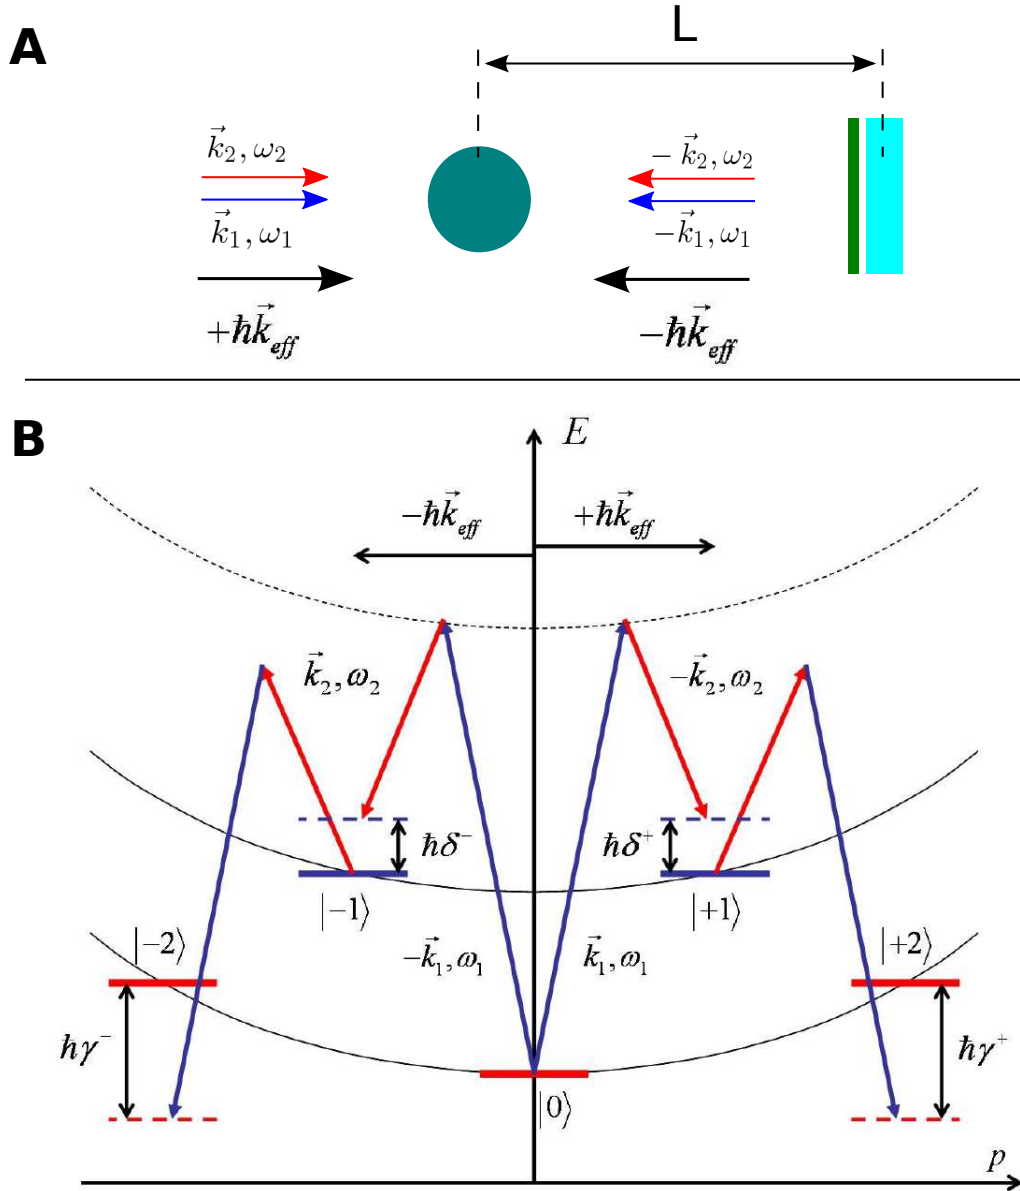 A
L
k⃗₂, ω₂
− k⃗₂, ω₂
k⃗₁, ω₁
−k⃗₁, ω₁
+ℏk⃗eff
−ℏk⃗eff
B
E
−ℏk⃗eff
+ℏk⃗eff
k⃗₂, ω₂
−k⃗₂, ω₂
ℏδ⁻
ℏδ⁺
|−1⟩
|+1⟩
|−2⟩
−k⃗₁, ω₁
k⃗₁, ω₁
|+2⟩
ℏγ⁻
ℏγ⁺
|0⟩
p